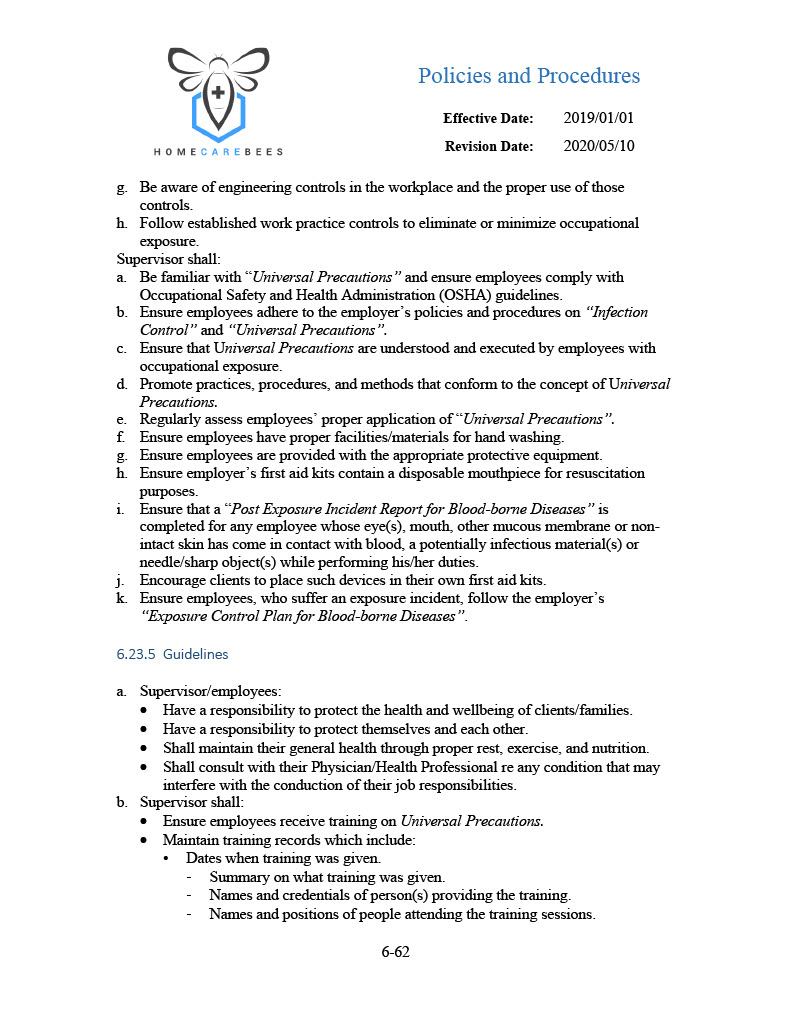 Policies and Procedures
Effective Date: 2019/01/01
Revision Date: 2020/05/10
HOMECAREBEES
g. Be aware of engineering controls in the workplace and the proper use of those
controls.
h. Follow established work practice controls to eliminate or minimize occupational
exposure.
Supervisor shall:
a. Be familiar with “Universal Precautions” and ensure employees comply with
Occupational Safety and Health Administration (OSHA) guidelines.
b. Ensure employees adhere to the employer’s policies and procedures on “Infection
Control” and “Universal Precautions”.
c. Ensure that Universal Precautions are understood and executed by employees with
occupational exposure.
d. Promote practices, procedures, and methods that conform to the concept of Universal
Precautions.
e. Regularly assess employees’ proper application of “Universal Precautions”.
f. Ensure employees have proper facilities/materials for hand washing.
g. Ensure employees are provided with the appropriate protective equipment.
h. Ensure employer’s first aid kits contain a disposable mouthpiece for resuscitation
purposes.
i. Ensure that a “Post Exposure Incident Report for Blood-borne Diseases” is
completed for any employee whose eye(s), mouth, other mucous membrane or non-
intact skin has come in contact with blood, a potentially infectious material(s) or
needle/sharp object(s) while performing his/her duties.
j. Encourage clients to place such devices in their own first aid kits.
k. Ensure employees, who suffer an exposure incident, follow the employer’s
“Exposure Control Plan for Blood-borne Diseases”.
6.23.5 Guidelines
a. Supervisor/employees:
• Have a responsibility to protect the health and wellbeing of clients/families.
• Have a responsibility to protect themselves and each other.
• Shall maintain their general health through proper rest, exercise, and nutrition.
• Shall consult with their Physician/Health Professional re any condition that may
interfere with the conduction of their job responsibilities.
b. Supervisor shall:
• Ensure employees receive training on Universal Precautions.
• Maintain training records which include:
• Dates when training was given.
- Summary on what training was given.
- Names and credentials of person(s) providing the training.
- Names and positions of people attending the training sessions.
6-62